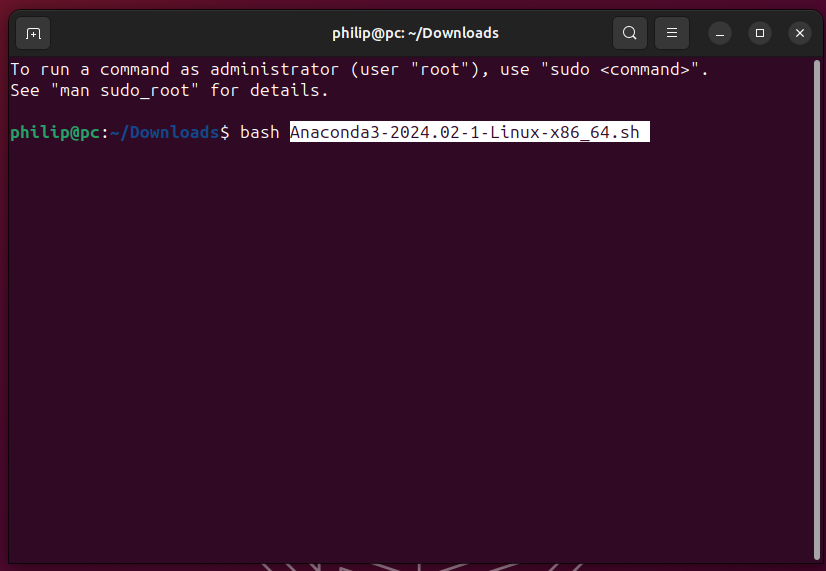 philip@pc: ~/Downloads
To run a command as administrator (user "root"), use "sudo <command>".
See "man sudo_root" for details.
philip@pc:~/Downloads$ bash Anaconda3-2024.02-1-Linux-x86_64.sh